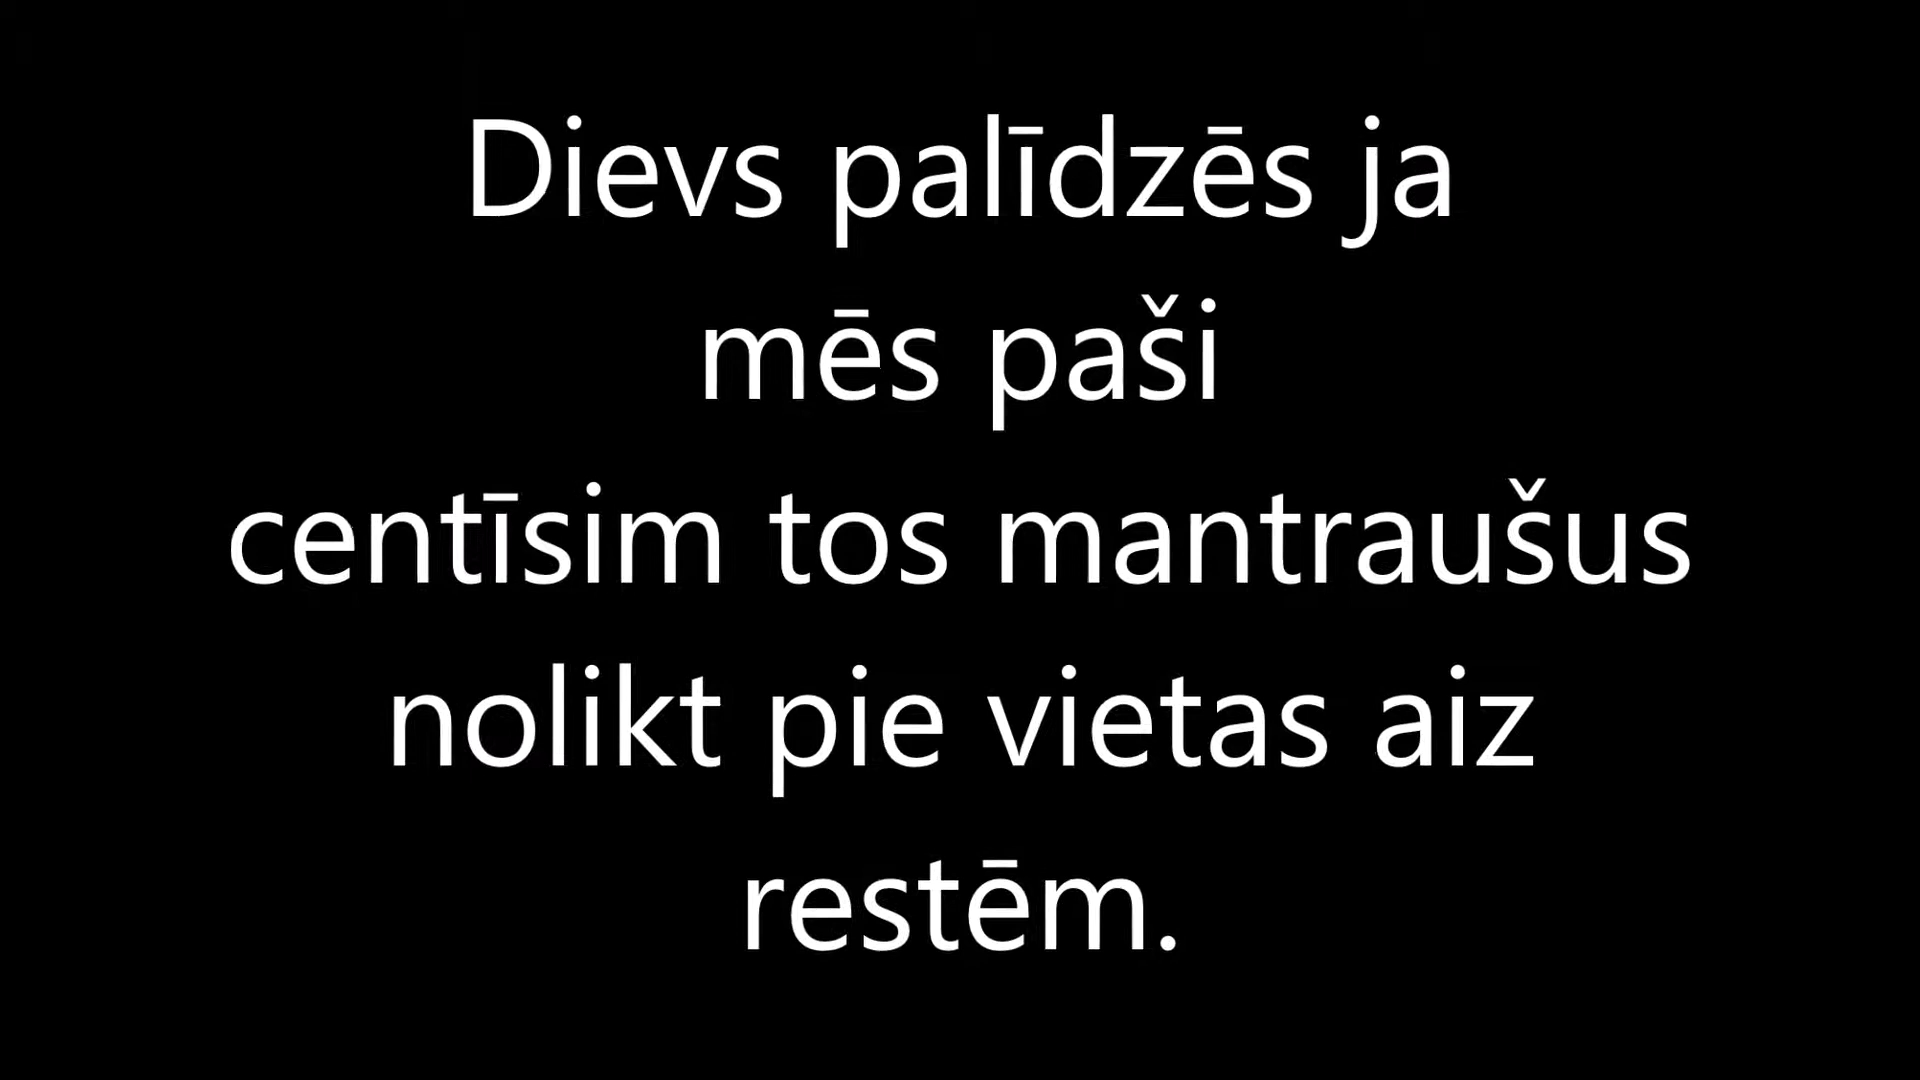 Dievs palīdzēs ja
mēs paši
centīsim tos mantraušus
nolikt pie vietas aiz
restēm.